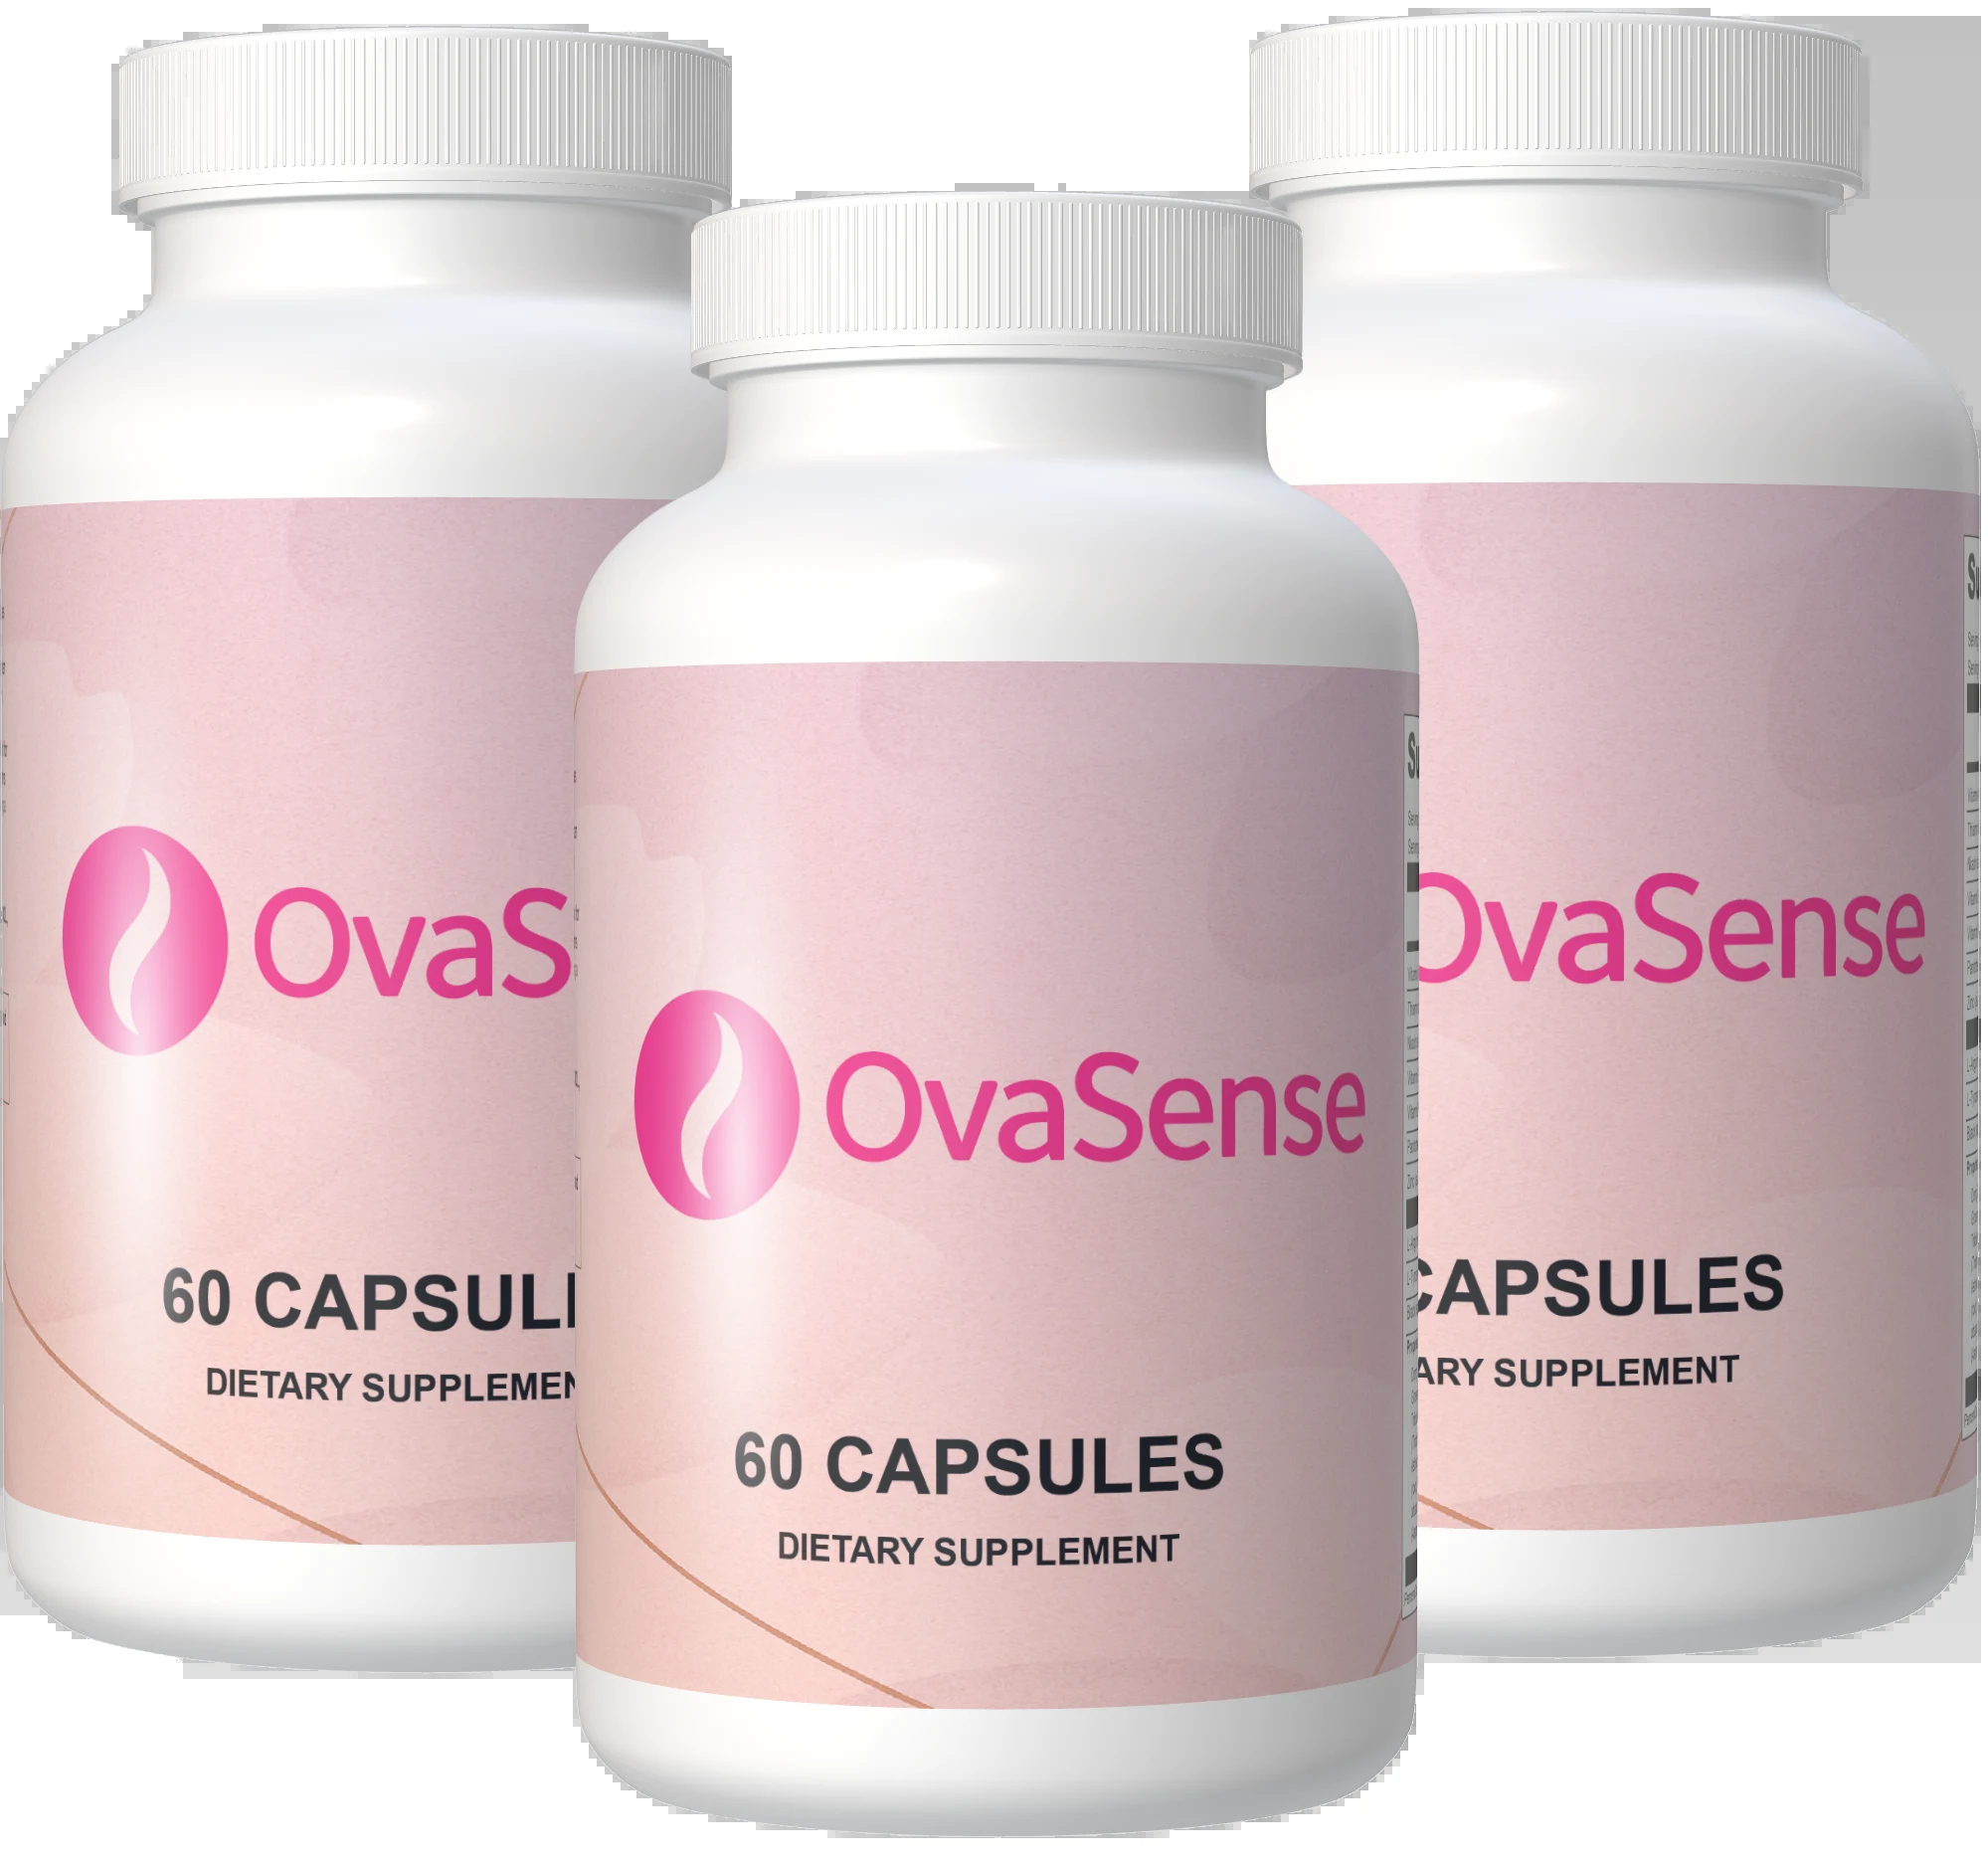 OvaS
60 CAPSUL
DIETARY SUPPLEMEN
OvaSense
60 CAPSULES
DIETARY SUPPLEMENT
OvaSense
CAPSULES
ARY SUPPLEMENT